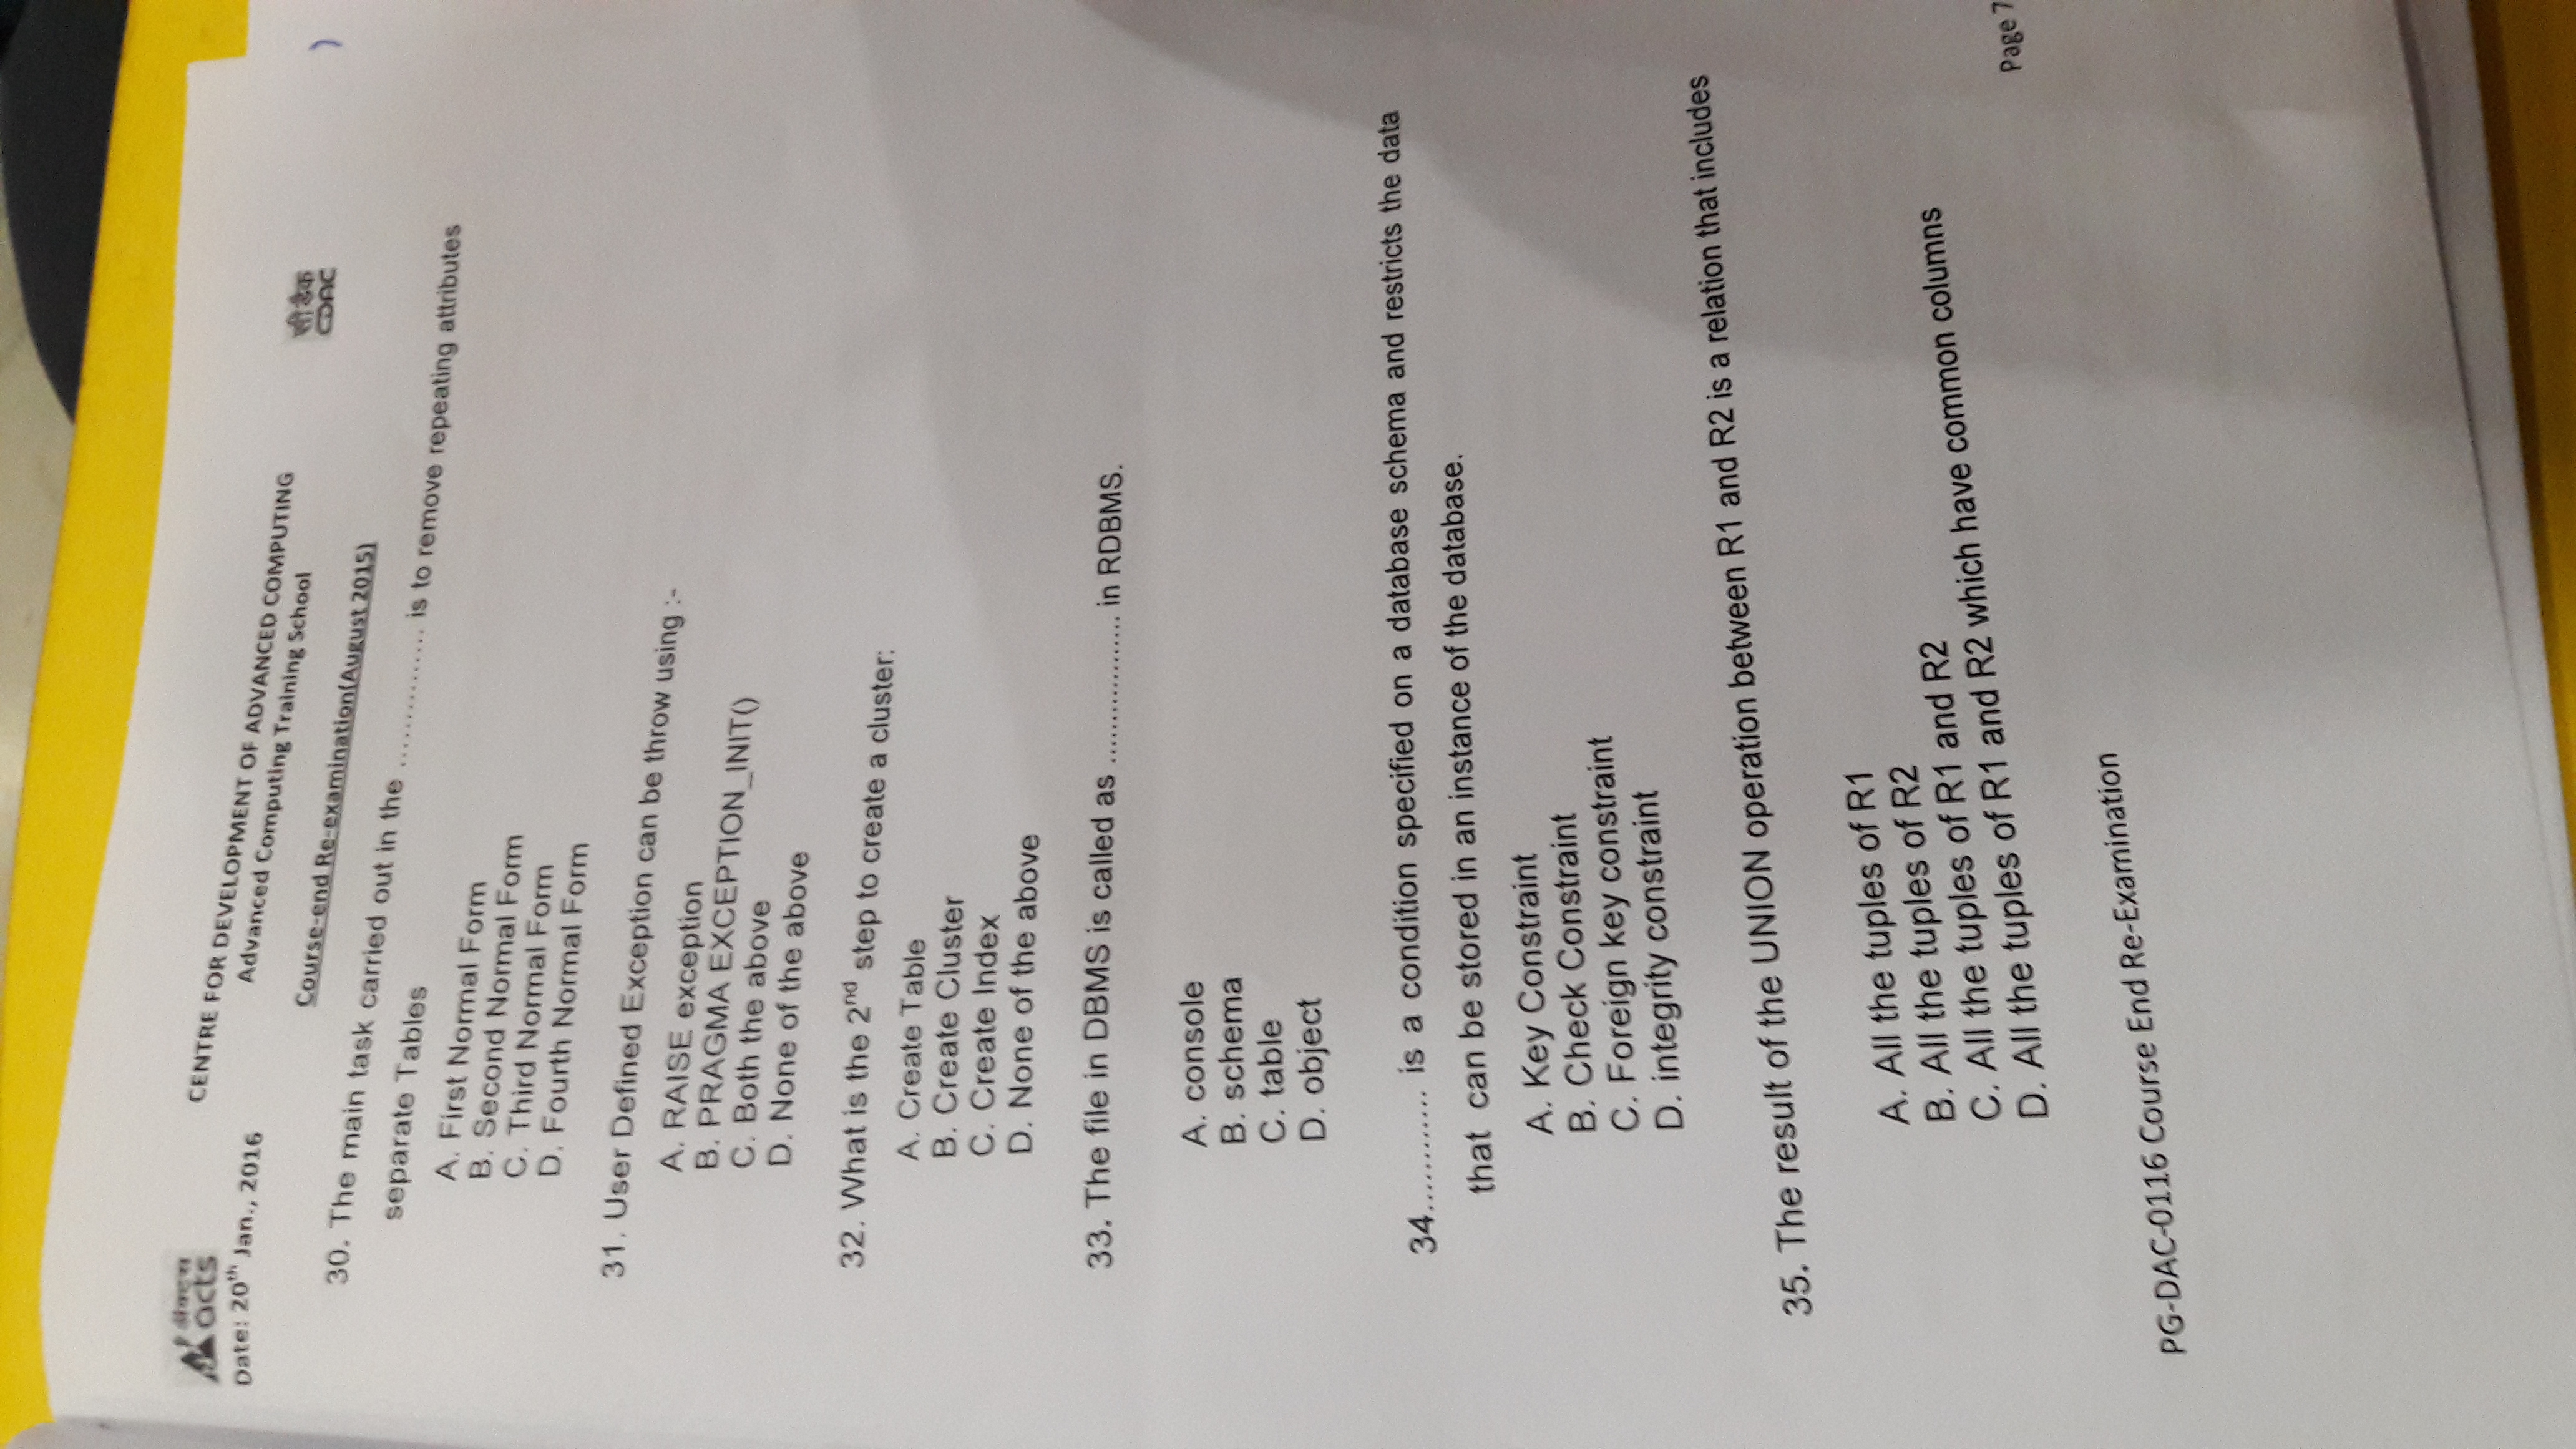 अ‍ॅक्टस
acts
Date: 20th Jan., 2016
CENTRE FOR DEVELOPMENT OF ADVANCED COMPUTING
Advanced Computing Training School
Course-end Re-examination(August 2015)
सी डैक
CDAC
30. The main task carried out in the ............... is to remove repeating attributes
separate Tables
A. First Normal Form
B. Second Normal Form
C. Third Normal Form
D. Fourth Normal Form
31. User Defined Exception can be throw using :-
A. RAISE exception
B. PRAGMA EXCEPTION_INIT()
C. Both the above
D. None of the above
32. What is the 2nd step to create a cluster:
A. Create Table
B. Create Cluster
C. Create Index
D. None of the above
33. The file in DBMS is called as .................. in RDBMS.
A. console
B. schema
C. table
D. object
34............. is a condition specified on a database schema and restricts the data
that can be stored in an instance of the database.
A. Key Constraint
B. Check Constraint
C. Foreign key constraint
D. integrity constraint
35. The result of the UNION operation between R1 and R2 is a relation that includes
A. All the tuples of R1
B. All the tuples of R2
C. All the tuples of R1 and R2
D. All the tuples of R1 and R2 which have common columns
Page 7
PG-DAC-0116 Course End Re-Examination